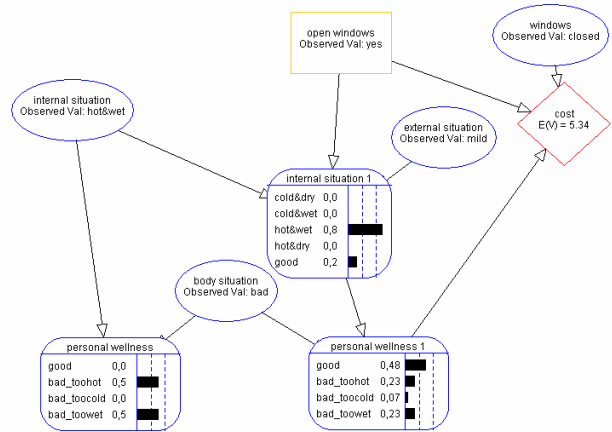 open windows
Observed Val: yes
windows
Observed Val: closed
internal situation
Observed Val: hot&wet
cost
E(V) = 5.34
external situation
Observed Val: mild
internal situation 1
cold&dry 0,0
cold&wet 0,0
hot&wet 0,8
hot&dry 0,0
good 0,2
body situation
Observed Val: bad
personal wellness
good 0,0
bad_toohot 0,5
bad_toocold 0,0
bad_toowet 0,5
personal wellness 1
good 0,48
bad_toohot 0,23
bad_toocold 0,07
bad_toowet 0,23